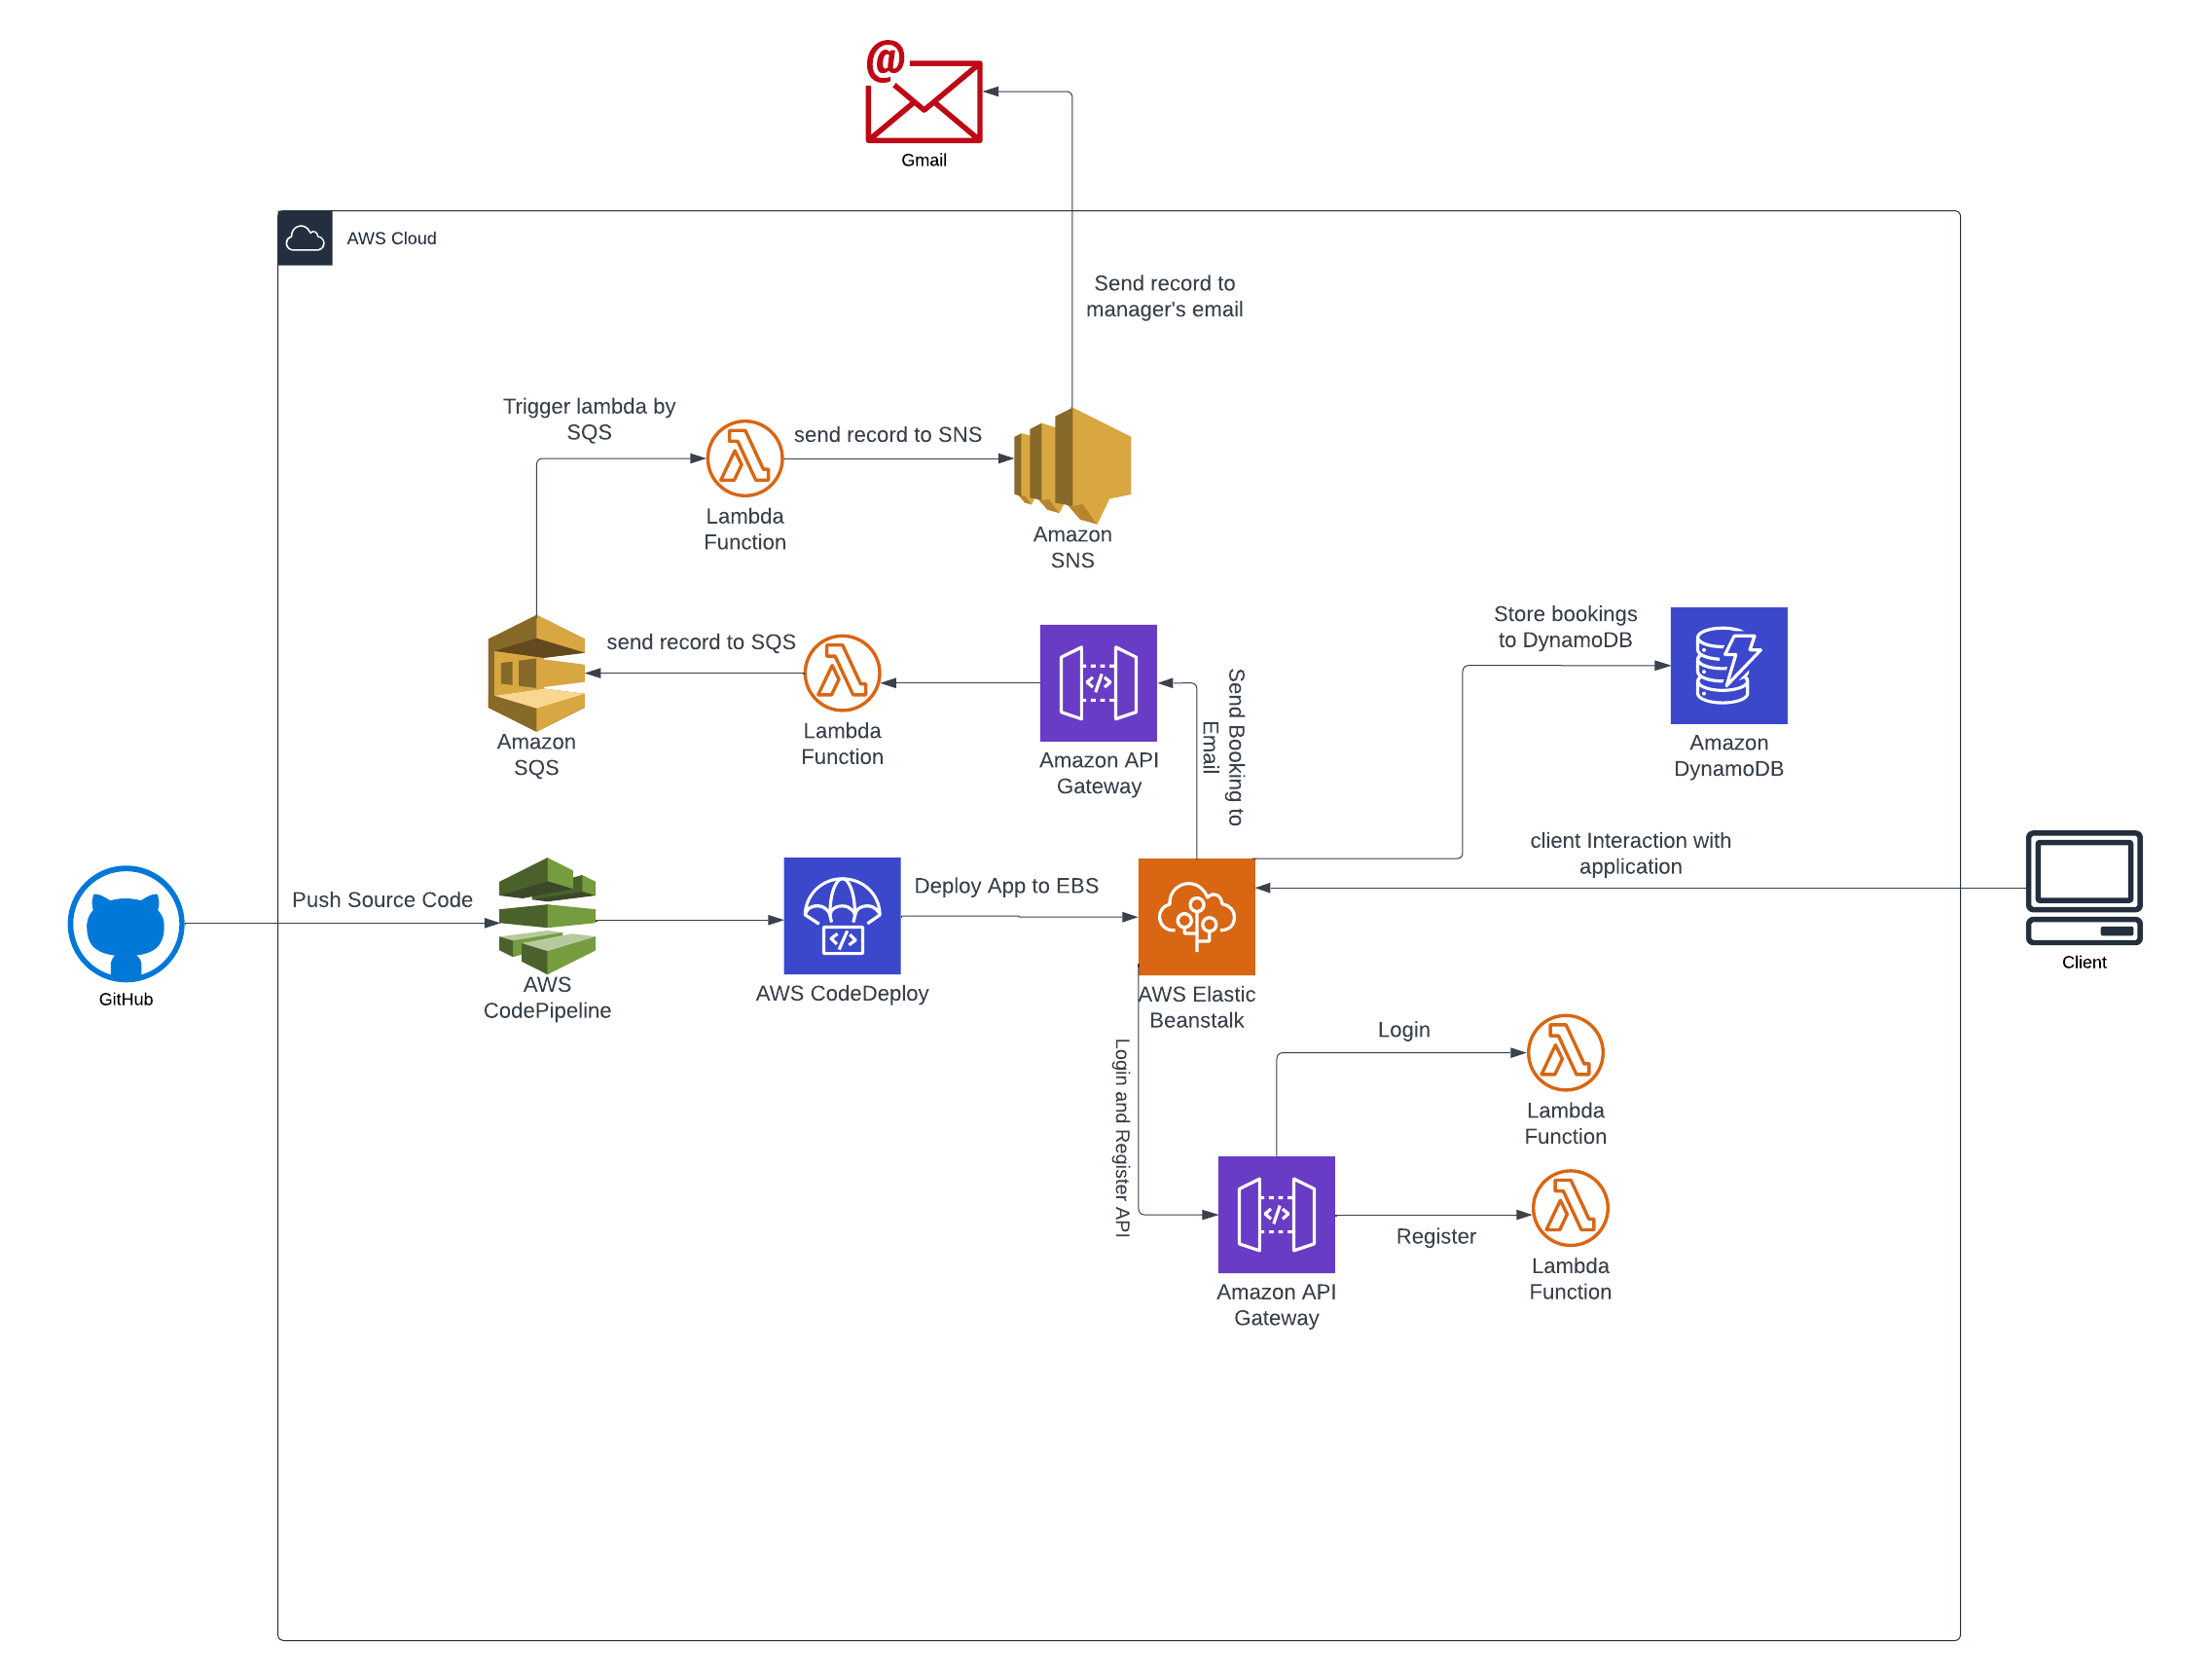 @
Gmail
AWS Cloud
Send record to
manager's email
Trigger lambda by
SQS
send record to SNS
Lambda
Function
Amazon
SNS
Store bookings
to DynamoDB
send record to SQS
Send Booking to
Email
Amazon
SQS
Lambda
Function
Amazon API
Gateway
Amazon
DynamoDB
client Interaction with
application
Push Source Code
Deploy App to EBS
GitHub
AWS
CodePipeline
AWS CodeDeploy
AWS Elastic
Beanstalk
Client
Login
Login and Register API
Lambda
Function
Register
Lambda
Function
Amazon API
Gateway